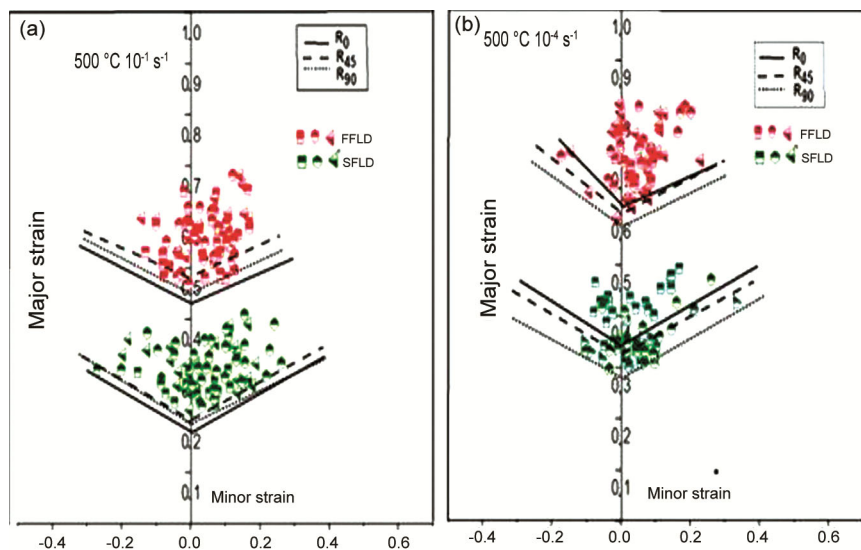 (a)
500 °C 10-1 s-1
R0
R45
R90
FFLD
SFLD
1.0
0.9
0.8
0.7
0.6
0.5
0.4
0.3
0.2
0.1
Major strain
Minor strain
-0.4 -0.2 0.0 0.2 0.4 0.6
(b)
500 °C 10-4 s-1
R0
R45
R90
FFLD
SFLD
1.0
0.9
0.6
0.5
0.4
0.3
0.2
0.1
Major strain
Minor strain
-0.4 -0.2 0.0 0.2 0.4 0.6